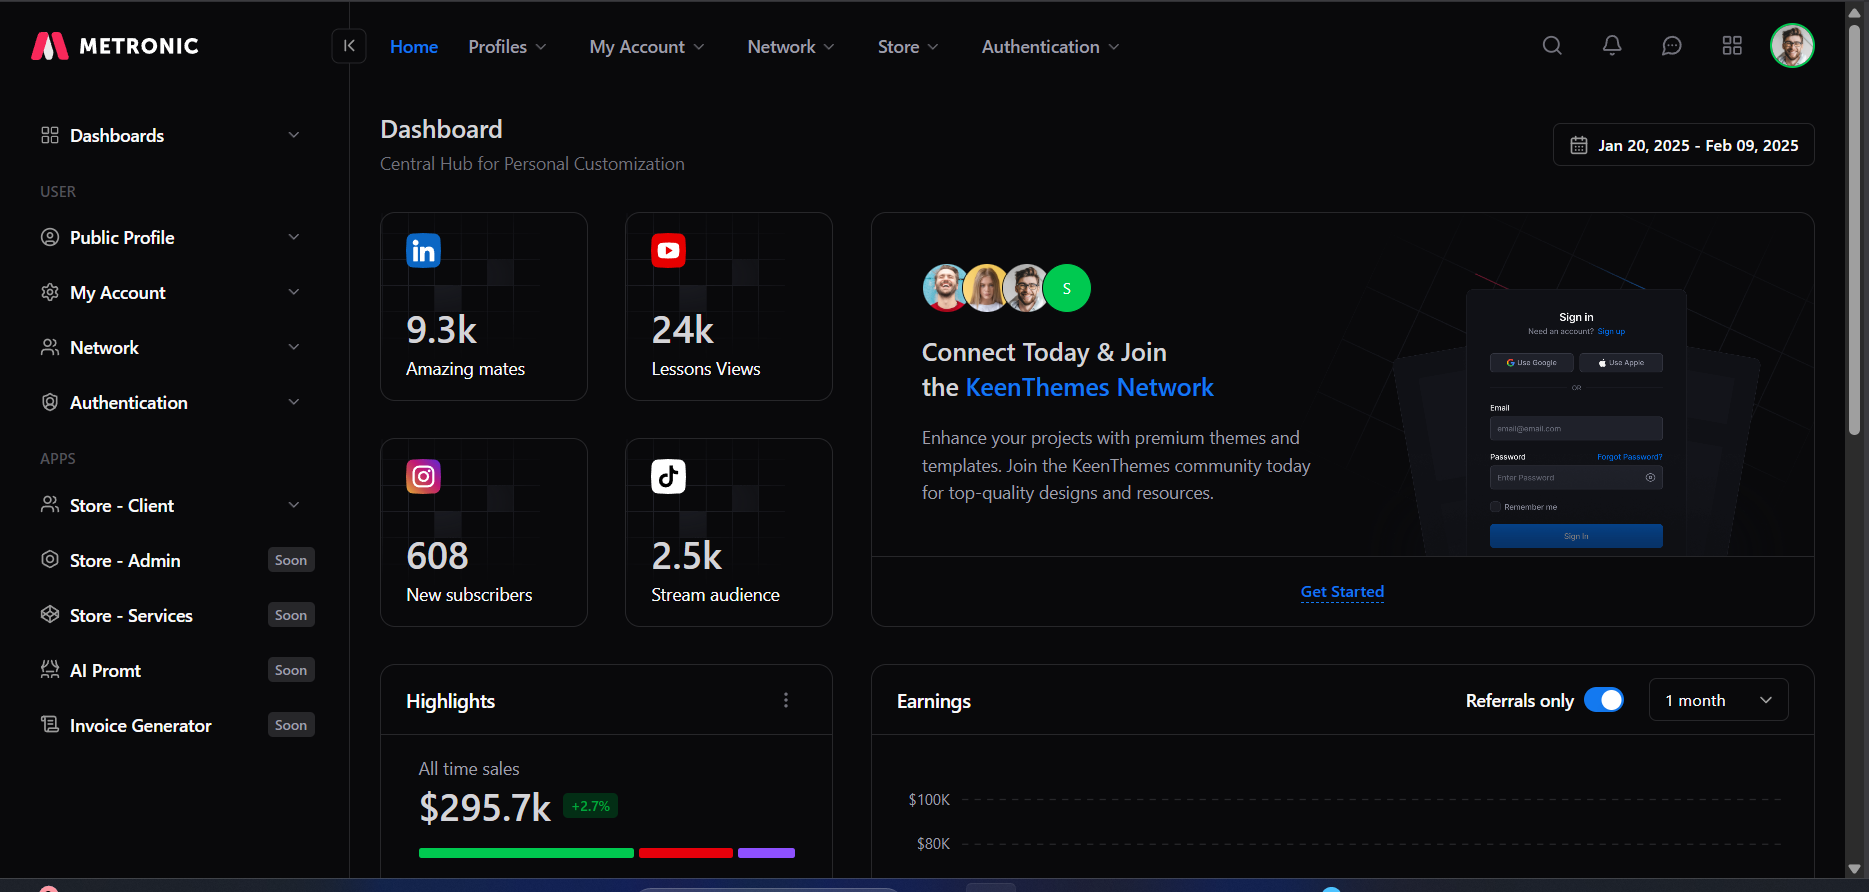 METRONIC
Home
Profiles
My Account
Network
Store
Authentication
Dashboards
USER
Public Profile
My Account
Network
Authentication
APPS
Store - Client
Store - Admin
Soon
Store - Services
Soon
AI Promt
Soon
Invoice Generator
Soon
Dashboard
Central Hub for Personal Customization
Jan 20, 2025 - Feb 09, 2025
in
9.3k
Amazing mates
24k
Lessons Views
608
New subscribers
2.5k
Stream audience
S
Connect Today & Join
the KeenThemes Network
Enhance your projects with premium themes and
templates. Join the KeenThemes community today
for top-quality designs and resources.
Sign in
Need an account? Sign up
Use Google
Use Apple
OR
Email
email@email.com
Password
Forgot Password?
Enter Password
Remember me
Sign In
Get Started
Highlights
All time sales
$295.7k
+2.7%
Earnings
Referrals only
1 month
$100K
$80K